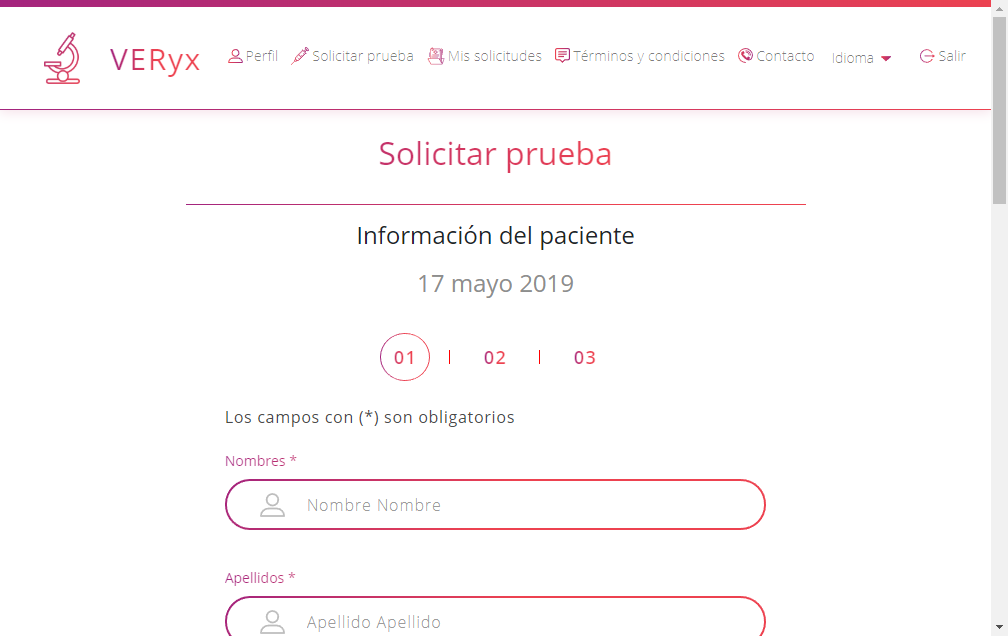 VERyx
Perfil Solicitar prueba Mis solicitudes Términos y condiciones Contacto Idioma Salir
Solicitar prueba
Información del paciente
17 mayo 2019
01 | 02 | 03
Los campos con (*) son obligatorios
Nombres *
Nombre Nombre
Apellidos *
Apellido Apellido